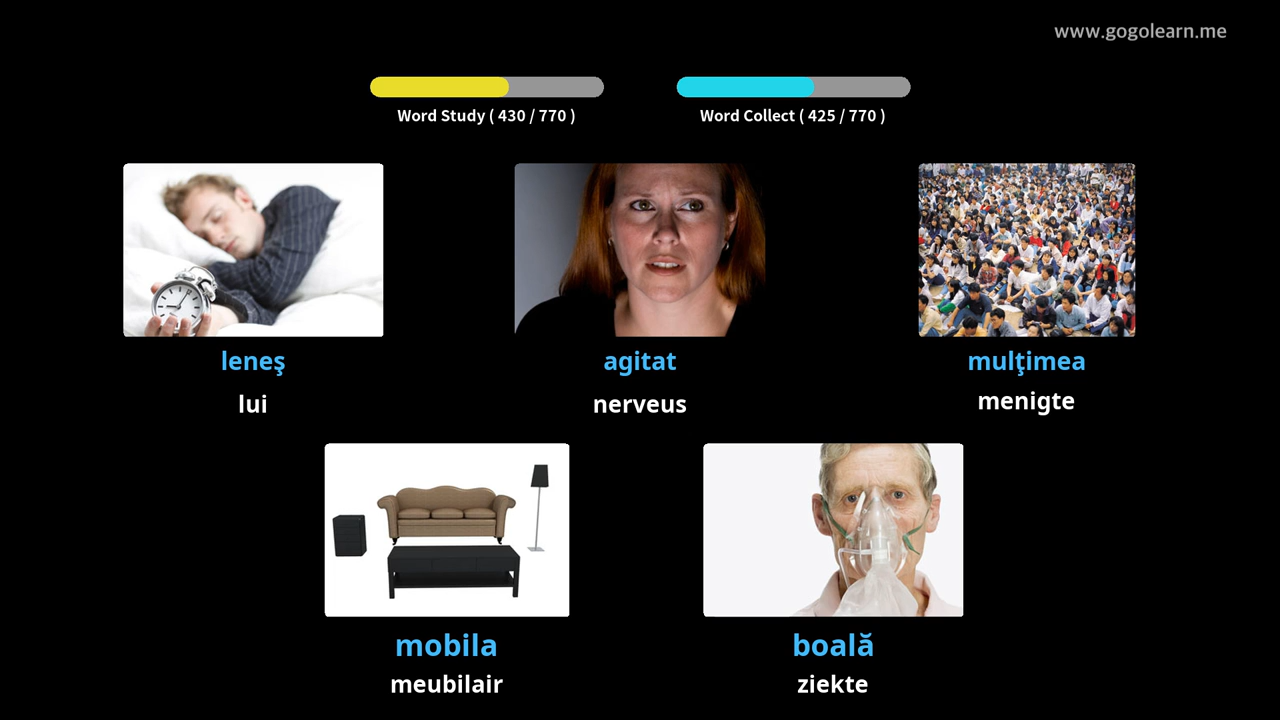 www.gogolearn.me
Word Study ( 430 / 770 )
Word Collect ( 425 / 770 )
leneş
agitat
mulţimea
lui
nerveus
menigte
mobila
boală
meubilair
ziekte